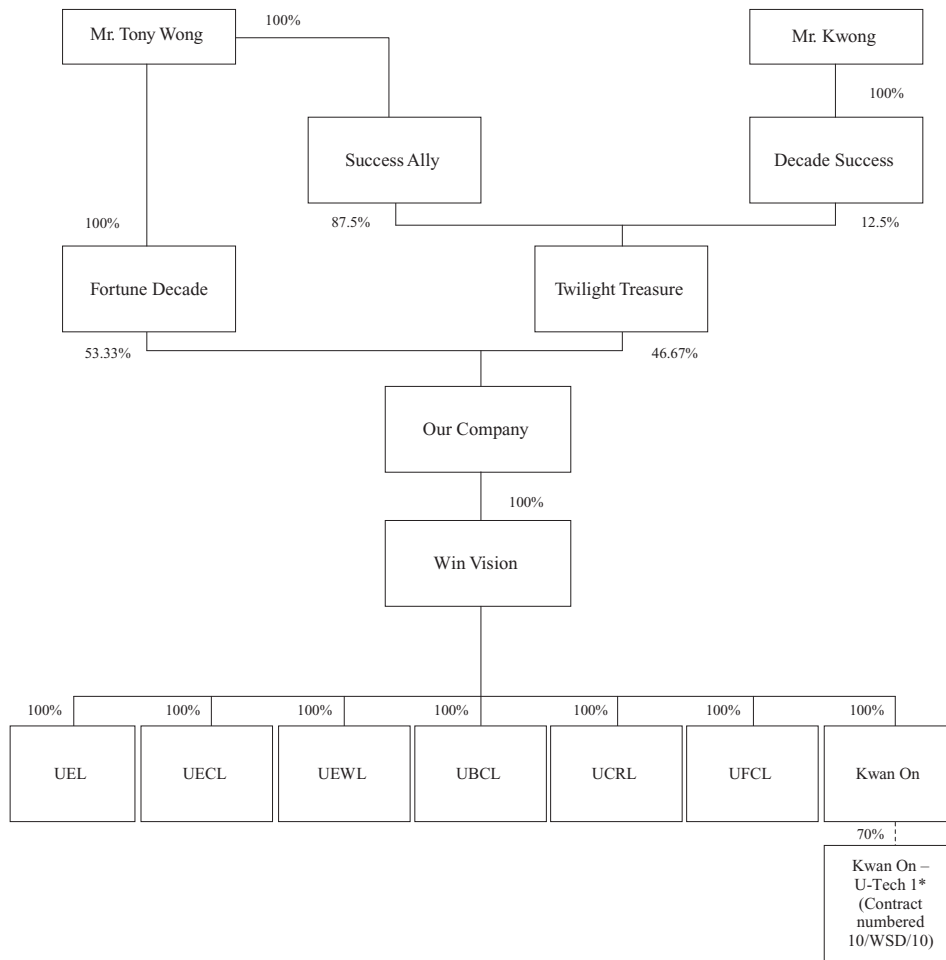 Mr. Tony Wong
100%
Mr. Kwong
100%
Success Ally
Decade Success
100%
87.5%
12.5%
Fortune Decade
Twilight Treasure
53.33%
46.67%
Our Company
100%
Win Vision
100%
100%
100%
100%
100%
100%
100%
UEL
UECL
UEWL
UBCL
UCRL
UFCL
Kwan On
70%
Kwan On –
U-Tech 1*
(Contract
numbered
10/WSD/10)